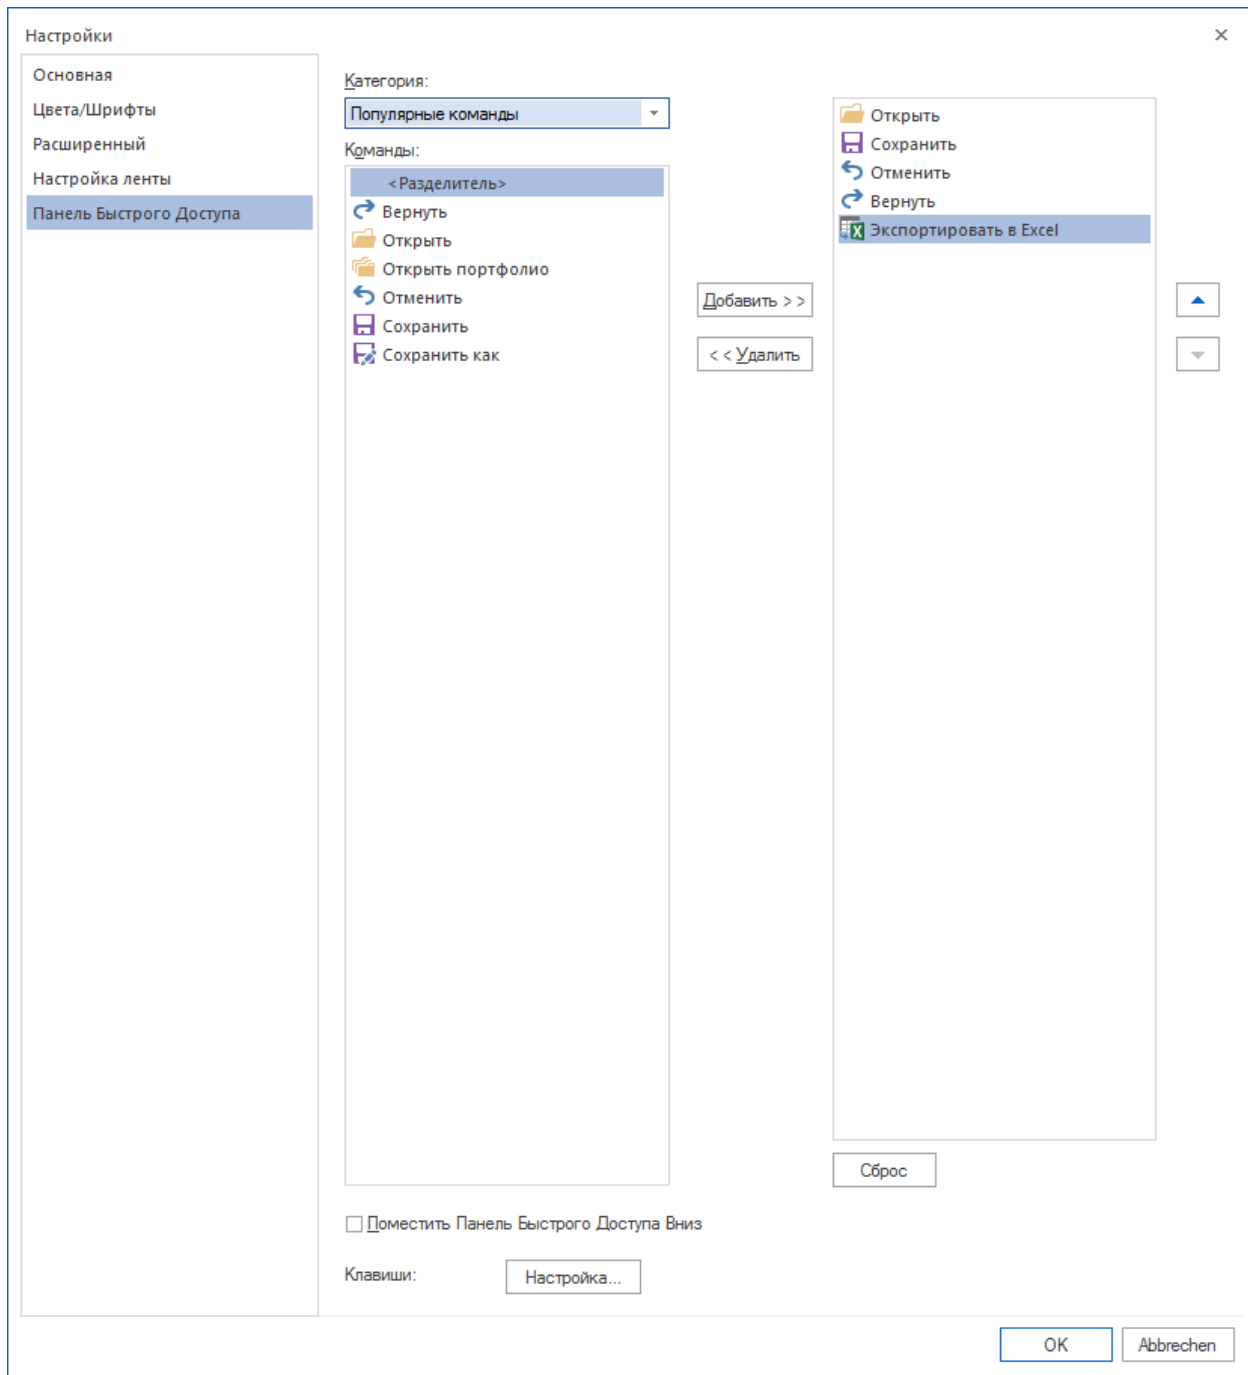 Настройки
Основная
Цвета/Шрифты
Расширенный
Настройка ленты
Панель Быстрого Доступа
Категория:
Популярные команды
Команды:
<Разделитель>
Вернуть
Открыть
Открыть портфолио
Отменить
Сохранить
Сохранить как
Добавить > >
< < Удалить
Открыть
Сохранить
Отменить
Вернуть
Экспортировать в Excel
Сброс
Поместить Панель Быстрого Доступа Вниз
Клавиши:
Настройка...
OK
Abbrechen